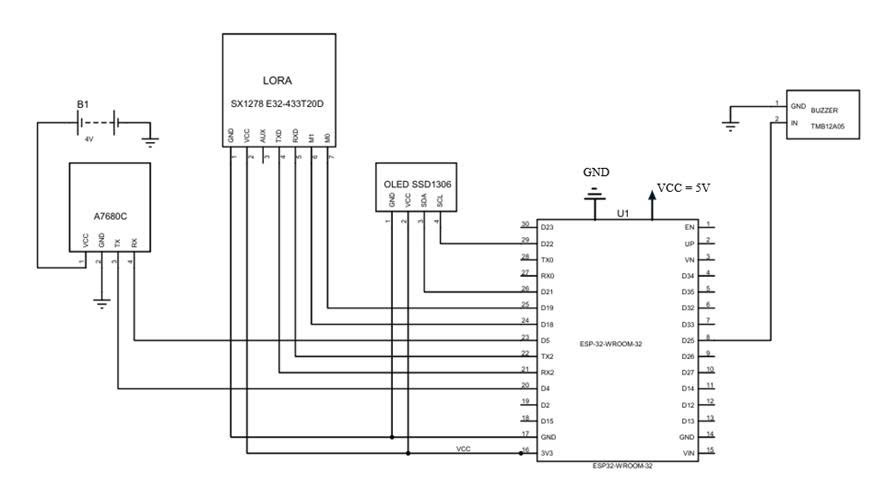 LORA
SX1278 E32-433T20D
GND
VCC
AUX
TXD
RXD
M1
M0
1
2
3
4
5
6
7
B1
4V
A7680C
VCC
GND
TX
RX
1
2
3
4
OLED SSD1306
GND
VCC
SDA
SCL
1
2
3
4
1 GND BUZZER
2 IN TMB12A05
GND
VCC = 5V
U1
30 D23 EN 1
29 D22 UP 2
28 TX0 VN 3
27 RX0 D34 4
26 D21 D35 5
25 D19 D32 6
24 D18 D33 7
23 D5 D25 8
ESP-32-WROOM-32
22 TX2 D26 9
21 RX2 D27 10
20 D4 D14 11
19 D2 D12 12
18 D15 D13 13
17 GND GND 14
VCC 16 3V3 VIN 15
ESP32-WROOM-32